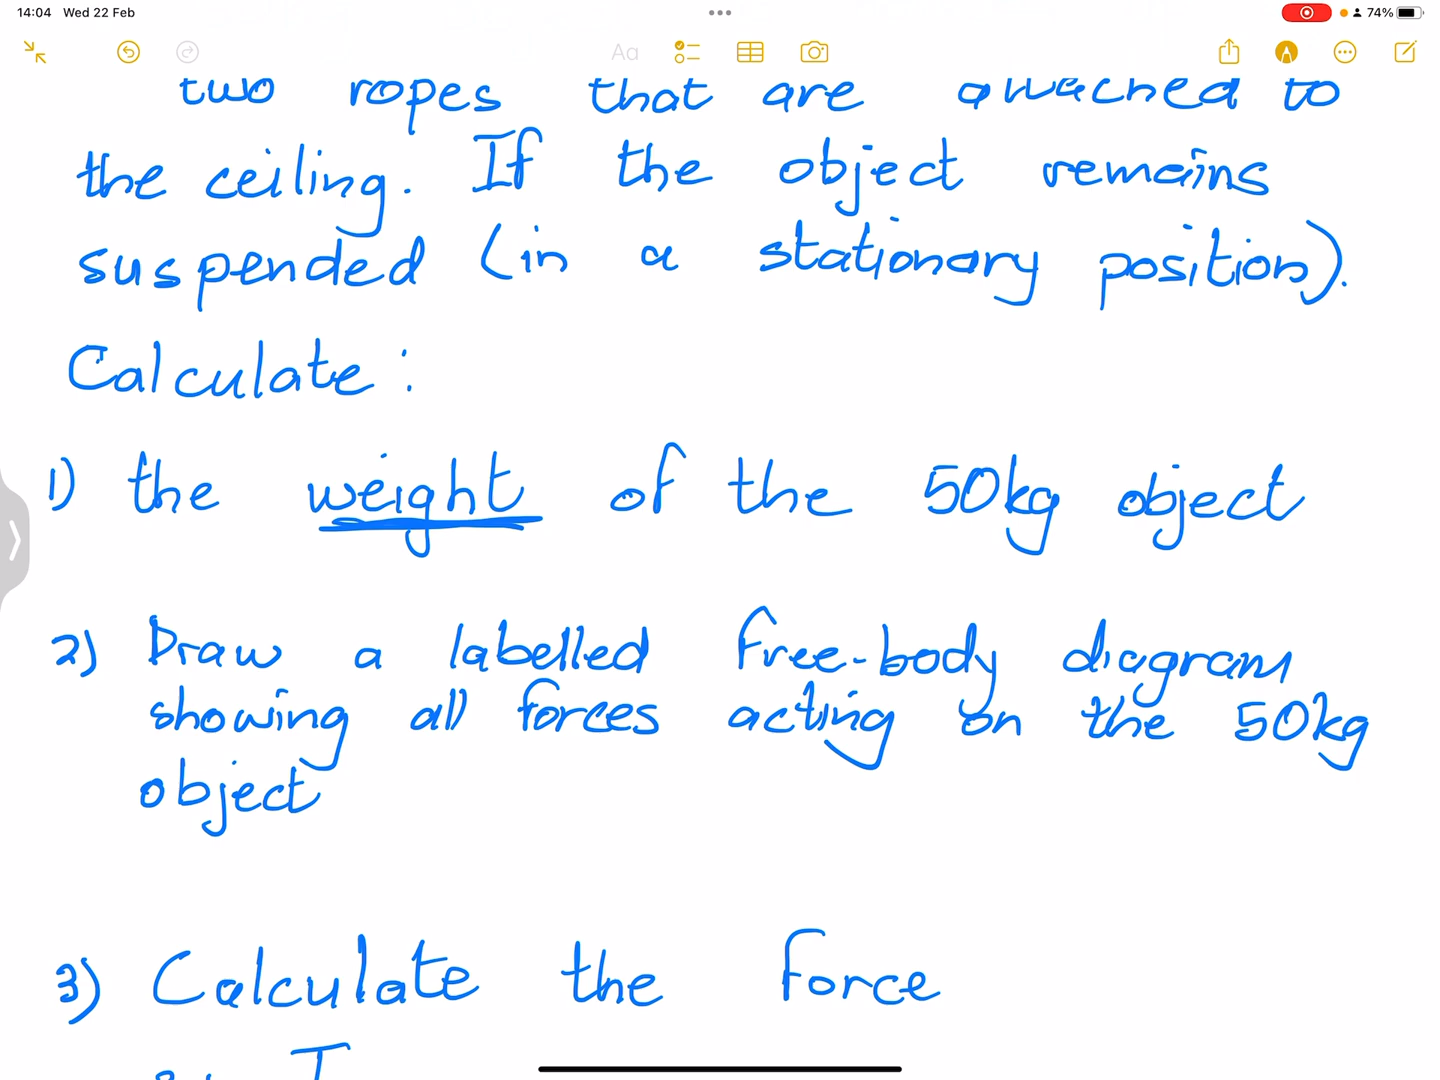 14:04 Wed 22 Feb
74%
Aa
two ropes that are attached to
the ceiling. If the object remains
suspended (in a stationary position).
Calculate:
1) the weight of the 50kg object
2) Draw a labelled free-body diagram
showing all forces acting on the 50kg
object
3) Calculate the force